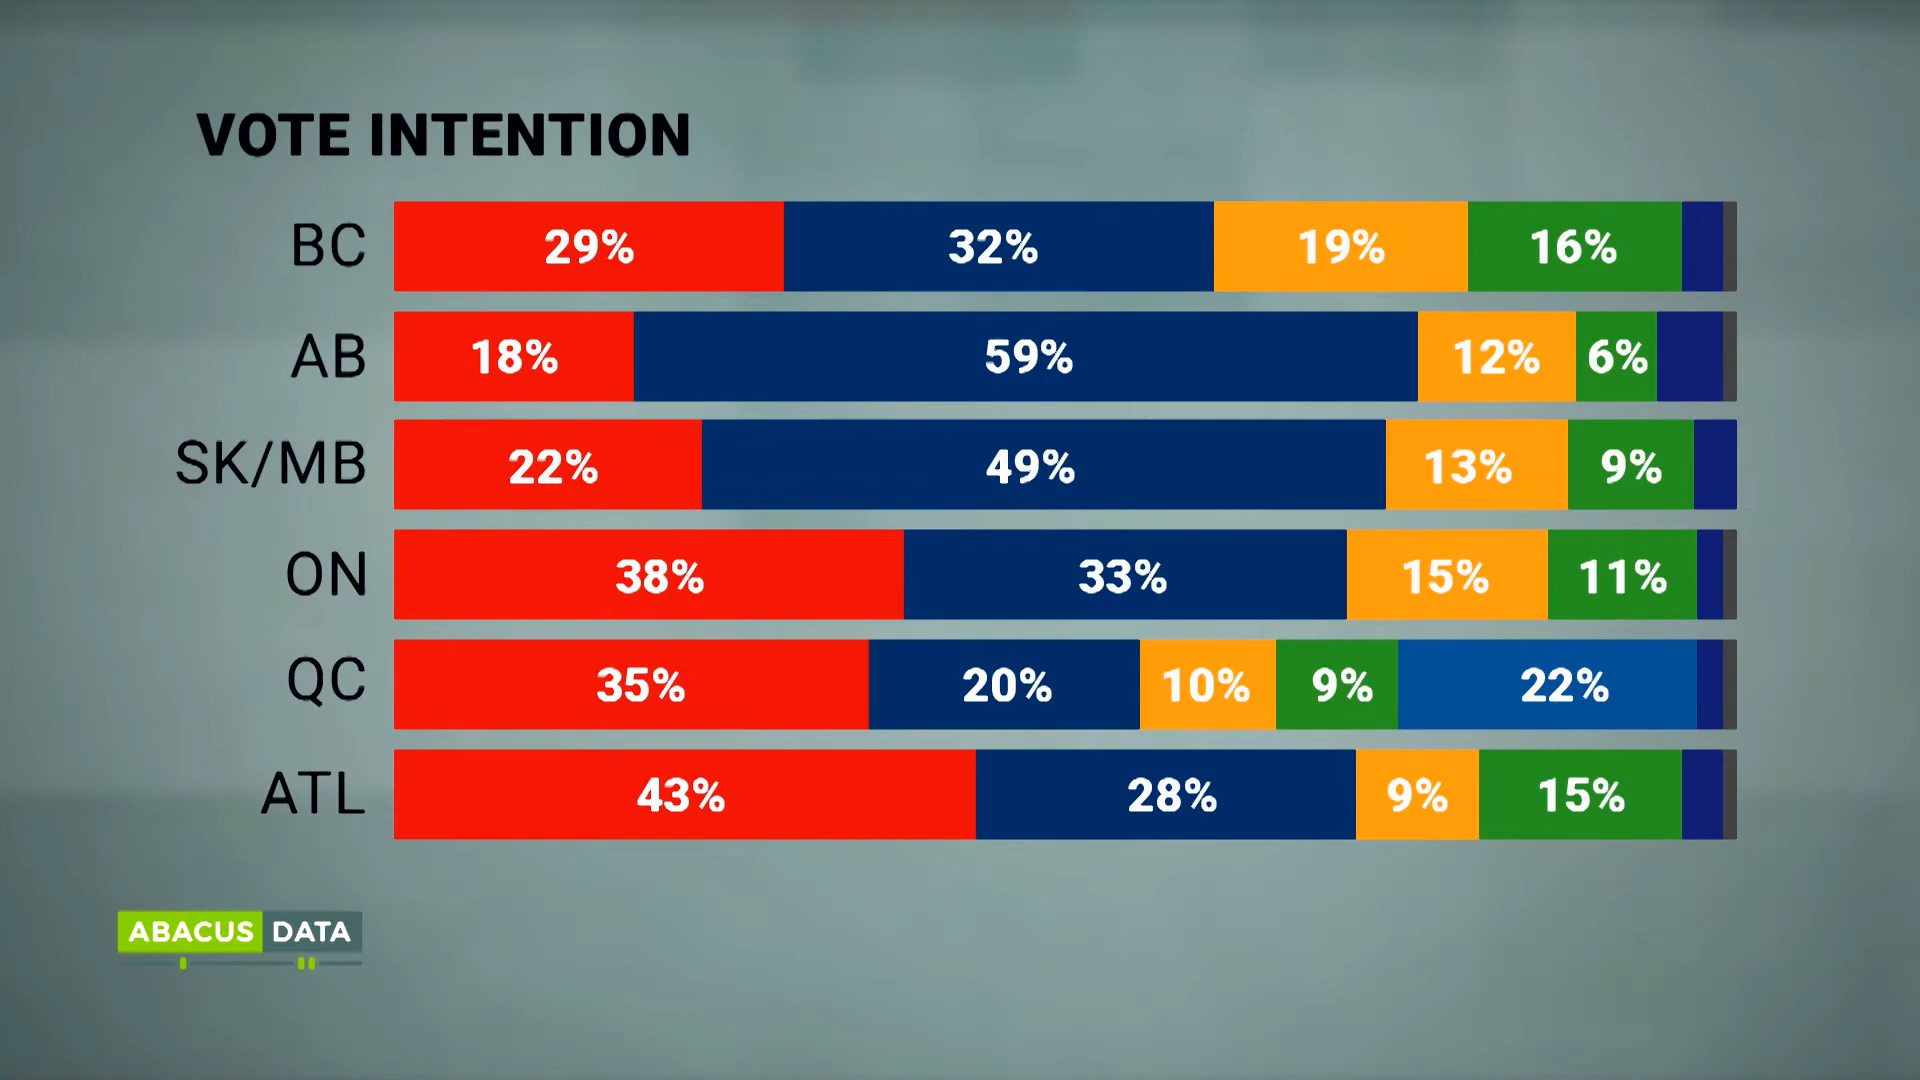 VOTE INTENTION
BC 29% 32% 19% 16%
AB 18% 59% 12% 6%
SK/MB 22% 49% 13% 9%
ON 38% 33% 15% 11%
QC 35% 20% 10% 9% 22%
ATL 43% 28% 9% 15%
ABACUS DATA